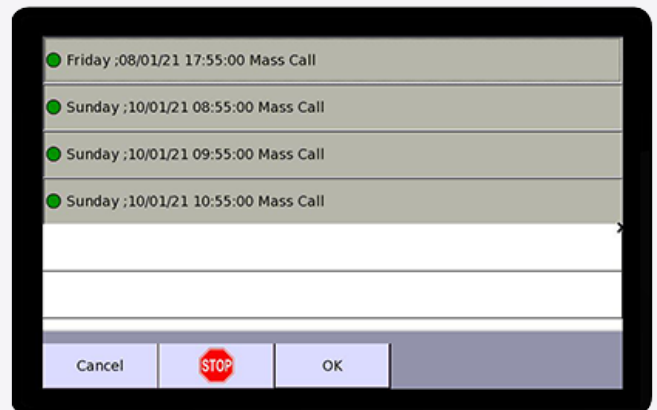 Friday ;08/01/21 17:55:00 Mass Call
Sunday ;10/01/21 08:55:00 Mass Call
Sunday ;10/01/21 09:55:00 Mass Call
Sunday ;10/01/21 10:55:00 Mass Call
Cancel STOP OK